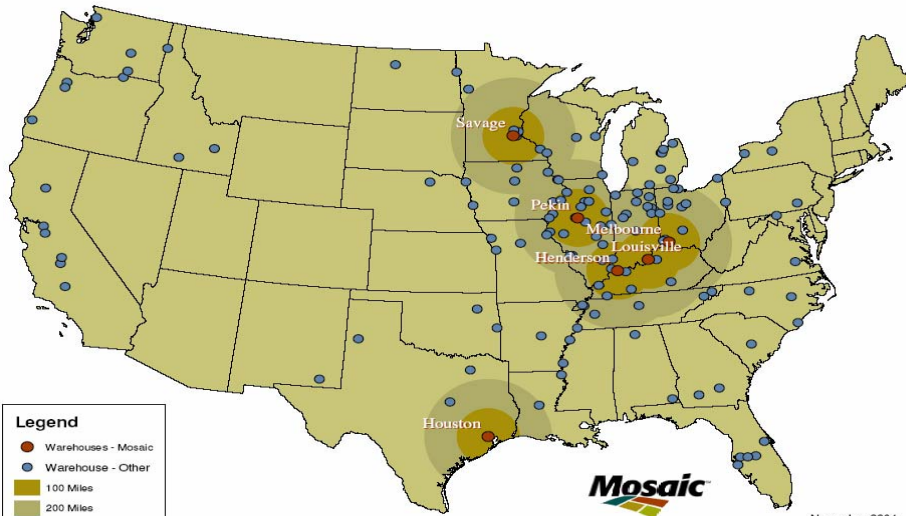 Savage
Pekin
Melbourne
Louisville
Henderson
Houston
Legend
Warehouses - Mosaic
Warehouse - Other
100 Miles
200 Miles
Mosaic